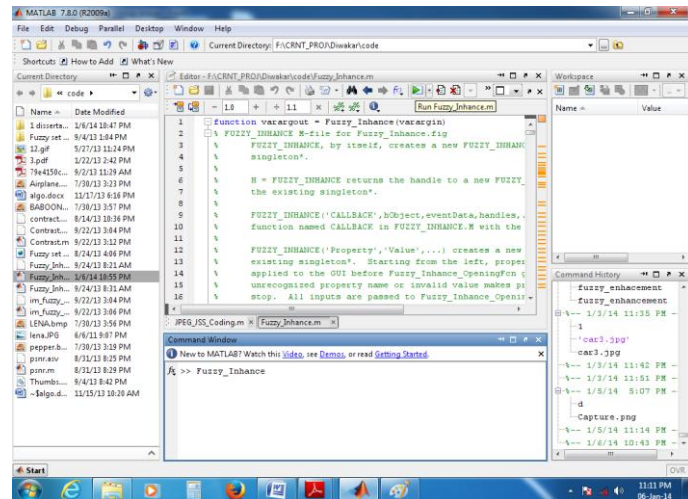 MATLAB 7.8.0 (R2009a)
File Edit Debug Parallel Desktop Window Help
Current Directory: F:\CRNT_PROJ\Diwakar\code
Shortcuts How to Add What's New
Current Directory
« code
Name Date Modified
1 disserta... 1/6/14 10:47 PM
Fuzzy set ... 9/4/13 1:04 PM
12.gif 5/27/13 11:24 PM
3.pdf 1/22/13 2:42 PM
79e4150c... 9/2/13 11:29 AM
Airplane.... 7/30/13 3:23 PM
algo.docx 11/17/13 6:16 PM
BABOON... 7/30/13 3:57 PM
contract.... 8/14/13 10:36 PM
Contrast.... 9/22/13 3:04 PM
Contrast.m 9/22/13 3:12 PM
Fuzzy set ... 8/24/13 4:06 PM
Fuzzy_Inh... 9/24/13 8:21 AM
Fuzzy_Inh... 1/6/14 10:55 PM
Fuzzy_Inh... 9/24/13 8:31 AM
im_fuzzy_... 9/22/13 3:04 PM
im_fuzzy_... 9/22/13 3:06 PM
LENA.bmp 7/30/13 3:56 PM
lena.JPG 6/6/11 9:07 PM
pepper.b... 7/30/13 3:19 PM
psnr.asv 8/31/13 8:25 PM
psnr.m 8/31/13 8:29 PM
Thumbs.... 9/4/13 8:42 PM
~$algo.d... 11/15/13 10:20 AM
Editor - F:\CRNT_PROJ\Diwakar\code\Fuzzy_Inhance.m
- 1.0 + ÷ 1.1 ×
Run Fuzzy_Inhance.m
1 function varargout = Fuzzy_Inhance(varargin)
2 % FUZZY_INHANCE M-file for Fuzzy_Inhance.fig
3 % FUZZY_INHANCE, by itself, creates a new FUZZY_INHANC
4 % singleton*.
5 %
6 % H = FUZZY_INHANCE returns the handle to a new FUZZY_
7 % the existing singleton*.
8 %
9 % FUZZY_INHANCE('CALLBACK',hObject,eventData,handles,.
10 % function named CALLBACK in FUZZY_INHANCE.M with the
11 %
12 % FUZZY_INHANCE('Property','Value',...) creates a new
13 % existing singleton*. Starting from the left, proper
14 % applied to the GUI before Fuzzy_Inhance_OpeningFcn g
15 % unrecognized property name or invalid value makes pr
16 % stop. All inputs are passed to Fuzzy_Inhance_Openin
JPEG_JSS_Coding.m × Fuzzy_Inhance.m ×
Command Window
New to MATLAB? Watch this Video, see Demos, or read Getting Started.
fx >> Fuzzy_Inhance
Workspace
Name Value
Command History
fuzzy_enhacement
fuzzy_enhancement
%-- 1/3/14 11:35 PM --
1
'car3.jpg'
car3.jpg
%-- 1/3/14 11:42 PM --
%-- 1/3/14 11:51 PM --
%-- 1/5/14 5:07 PM --
d
Capture.png
%-- 1/5/14 11:14 PM --
%-- 1/6/14 10:43 PM --
Start
OVR
11:11 PM
06-Jan-14